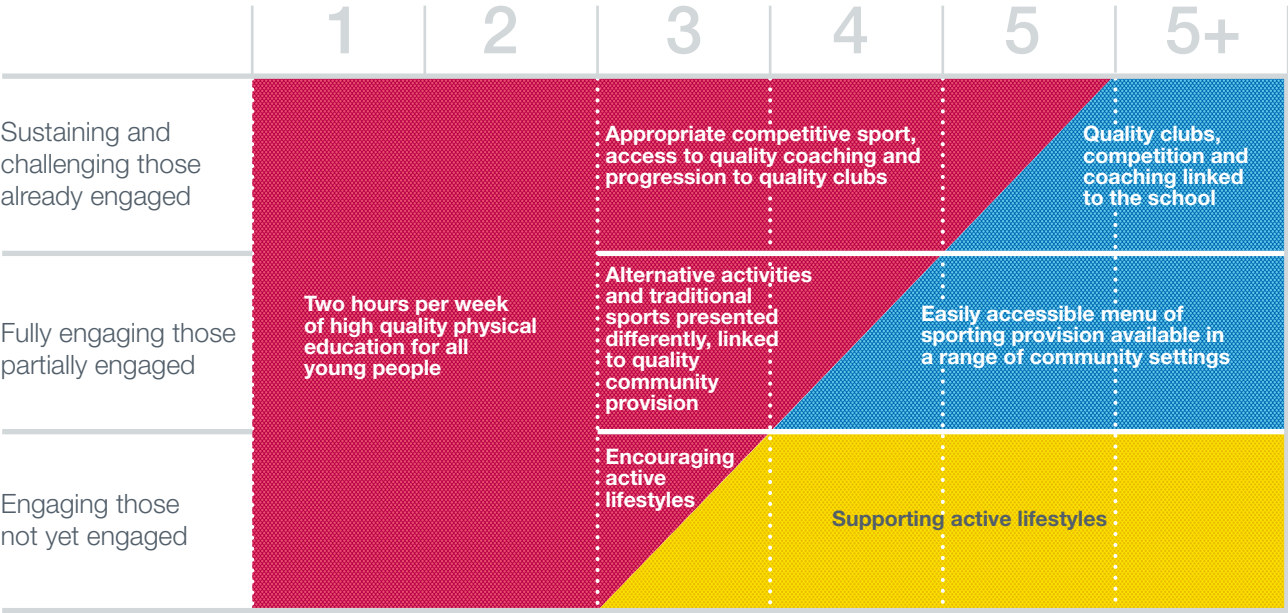 1
2
3
4
5
5+
Sustaining and
challenging those
already engaged
Appropriate competitive sport,
access to quality coaching and
progression to quality clubs
Quality clubs,
competition and
coaching linked
to the school
Fully engaging those
partially engaged
Two hours per week
of high quality physical
education for all
young people
Alternative activities
and traditional
sports presented
differently, linked
to quality
community
provision
Easily accessible menu of
sporting provision available in
a range of community settings
Engaging those
not yet engaged
Encouraging
active
lifestyles
Supporting active lifestyles